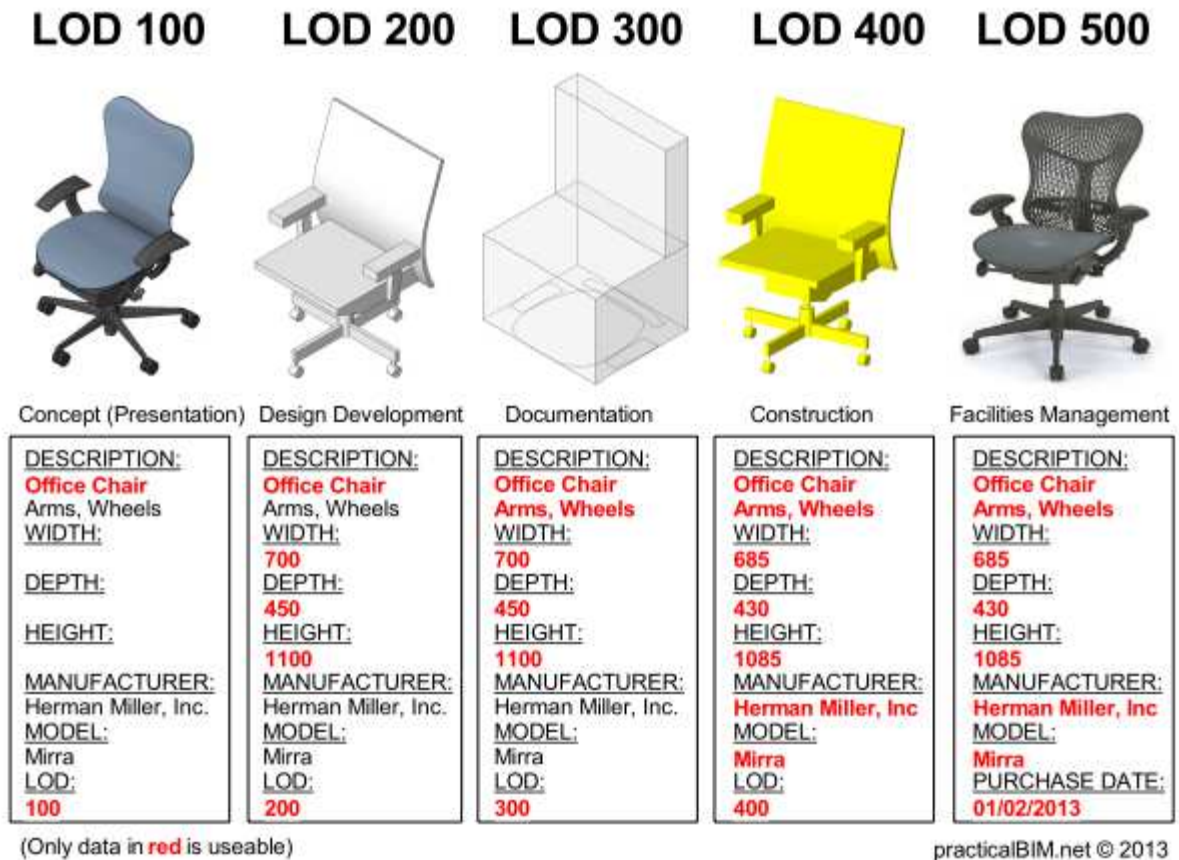 LOD 100
LOD 200
LOD 300
LOD 400
LOD 500
Concept (Presentation)
Design Development
Documentation
Construction
Facilities Management
DESCRIPTION:
Office Chair
Arms, Wheels
WIDTH:
DEPTH:
HEIGHT:
MANUFACTURER:
Herman Miller, Inc.
MODEL:
Mirra
LOD:
100
DESCRIPTION:
Office Chair
Arms, Wheels
WIDTH:
700
DEPTH:
450
HEIGHT:
1100
MANUFACTURER:
Herman Miller, Inc.
MODEL:
Mirra
LOD:
200
DESCRIPTION:
Office Chair
Arms, Wheels
WIDTH:
700
DEPTH:
450
HEIGHT:
1100
MANUFACTURER:
Herman Miller, Inc.
MODEL:
Mirra
LOD:
300
DESCRIPTION:
Office Chair
Arms, Wheels
WIDTH:
685
DEPTH:
430
HEIGHT:
1085
MANUFACTURER:
Herman Miller, Inc
MODEL:
Mirra
LOD:
400
DESCRIPTION:
Office Chair
Arms, Wheels
WIDTH:
685
DEPTH:
430
HEIGHT:
1085
MANUFACTURER:
Herman Miller, Inc
MODEL:
Mirra
PURCHASE DATE:
01/02/2013
(Only data in red is useable)
practicalBIM.net © 2013